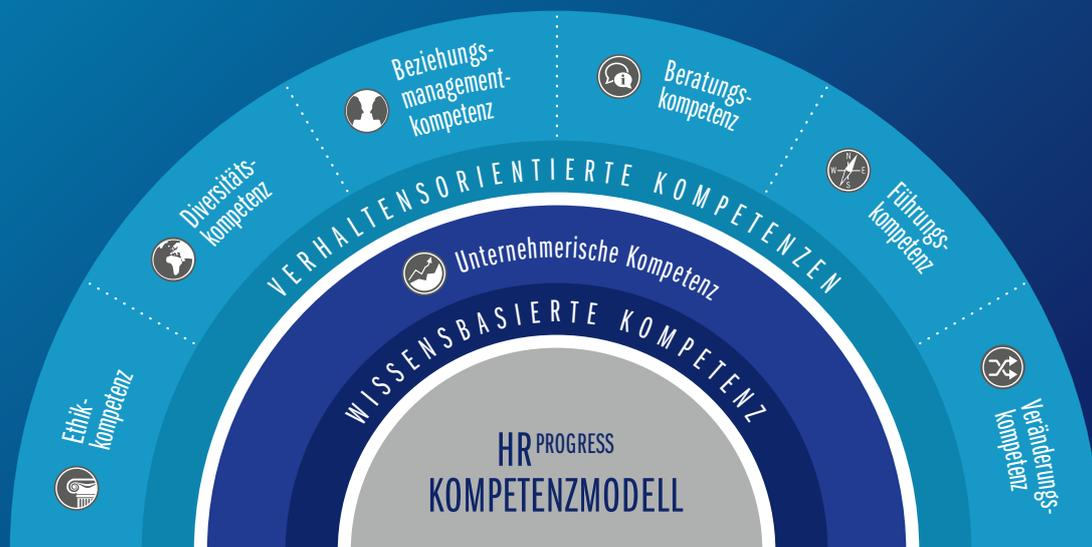 Ethik-
kompetenz
Diversitäts-
kompetenz
Beziehungs-
management-
kompetenz
Beratungs-
kompetenz
N
W E
S
Führungs-
kompetenz
Veränderungs-
kompetenz
VERHALTENSORIENTIERTE KOMPETENZEN
Unternehmerische Kompetenz
WISSENSBASIERTE KOMPETENZ
HR PROGRESS
KOMPETENZMODELL